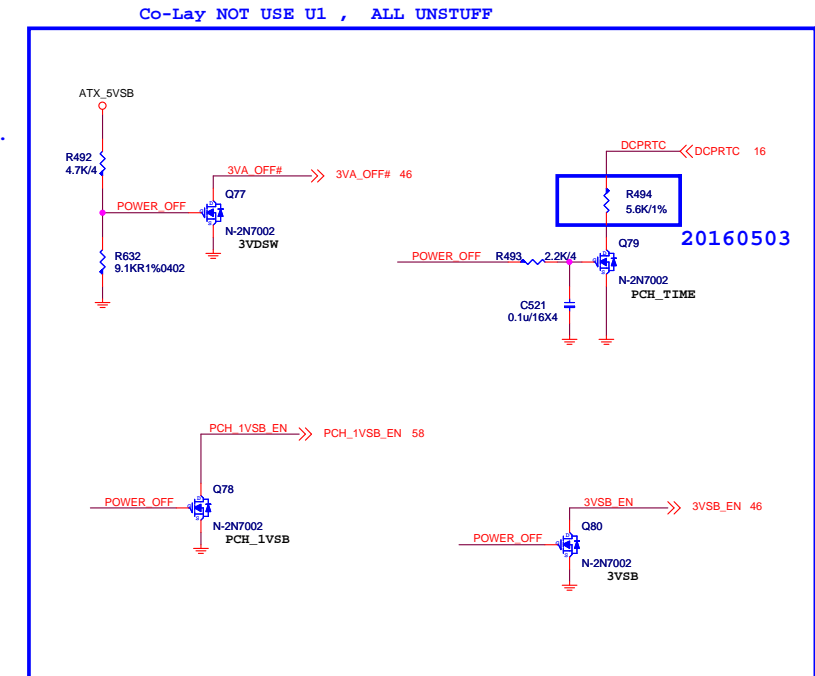 Co-Lay NOT USE U1 ,  ALL UNSTUFF
ATX_5VSB
R492
4.7K/4
POWER_OFF
3VA_OFF#
3VA_OFF# 46
Q77
N-2N7002
3VDSW
R632
9.1KR1%0402
DCPRTC
DCPRTC 16
R494
5.6K/1%
20160503
Q79
POWER_OFF
R493
2.2K/4
N-2N7002
PCH_TIME
C521
0.1u/16X4
PCH_1VSB_EN
PCH_1VSB_EN 58
Q78
POWER_OFF
N-2N7002
PCH_1VSB
3VSB_EN
3VSB_EN 46
Q80
POWER_OFF
N-2N7002
3VSB